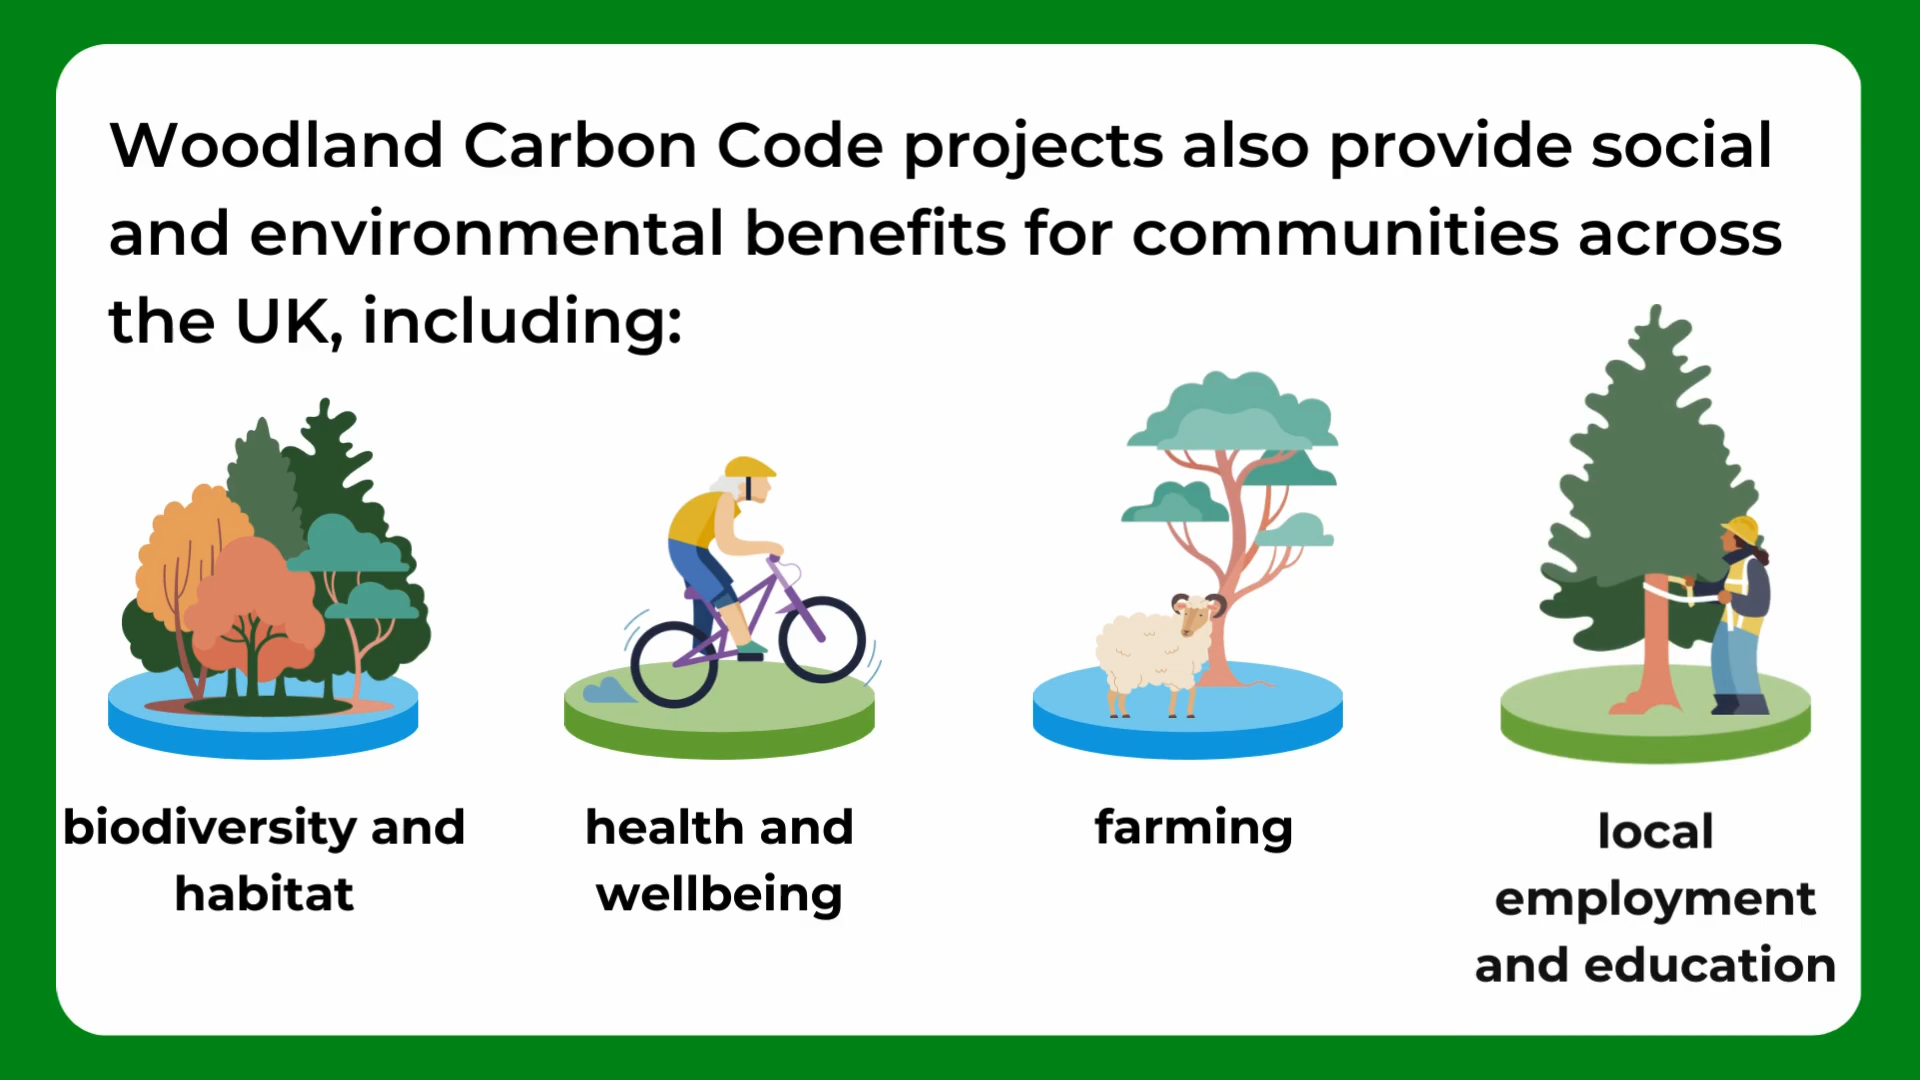 Woodland Carbon Code projects also provide social
and environmental benefits for communities across
the UK, including:
biodiversity and
habitat
health and
wellbeing
farming
local
employment
and education